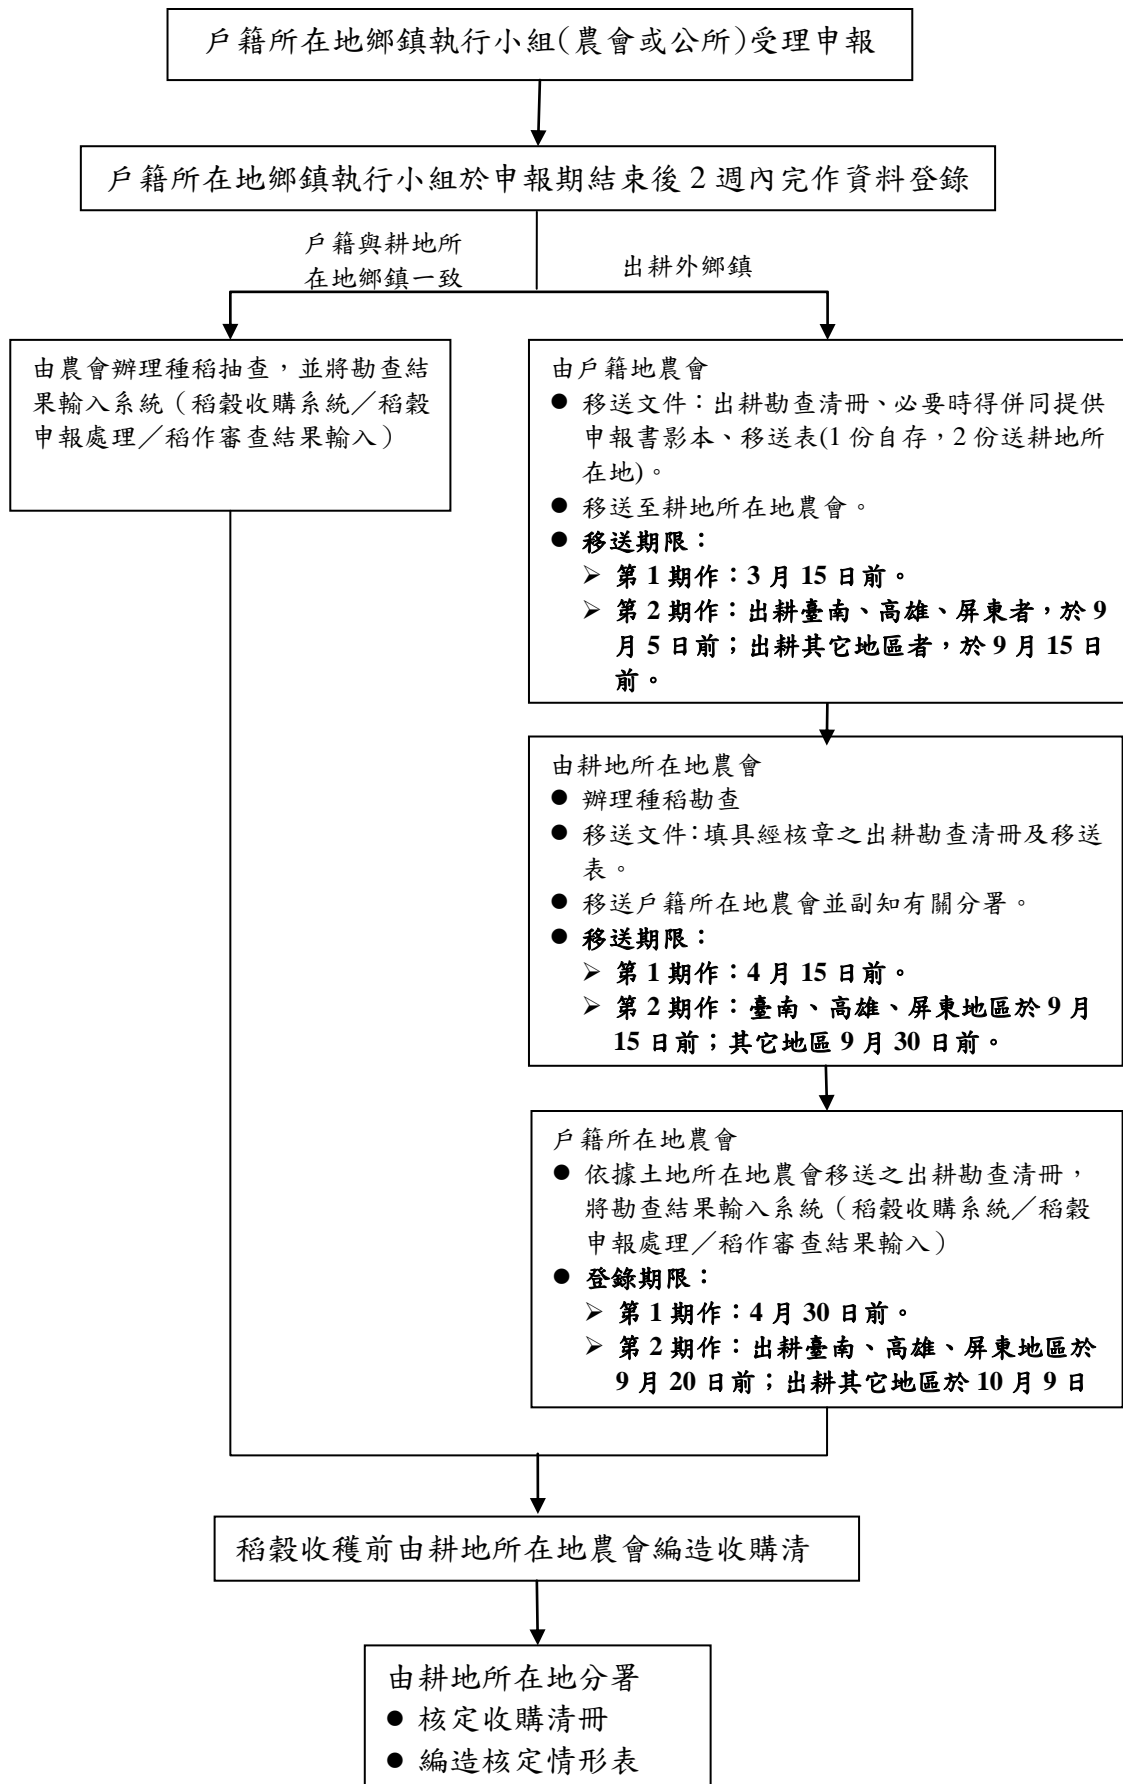 戶籍所在地鄉鎮執行小組(農會或公所)受理申報
戶籍所在地鄉鎮執行小組於申報期結束後 2 週內完作資料登錄
戶籍與耕地所
在地鄉鎮一致
出耕外鄉鎮
由農會辦理種稻抽查，並將勘查結
果輸入系統（稻穀收購系統／稻穀
申報處理／稻作審查結果輸入）
由戶籍地農會
● 移送文件：出耕勘查清冊、必要時得併同提供
申報書影本、移送表(1 份自存，2 份送耕地所
在地)。
● 移送至耕地所在地農會。
● 移送期限：
➢ 第 1 期作：3 月 15 日前。
➢ 第 2 期作：出耕臺南、高雄、屏東者，於 9
月 5 日前；出耕其它地區者，於 9 月 15 日
前。
由耕地所在地農會
● 辦理種稻勘查
● 移送文件：填具經核章之出耕勘查清冊及移送
表。
● 移送戶籍所在地農會並副知有關分署。
● 移送期限：
➢ 第 1 期作：4 月 15 日前。
➢ 第 2 期作：臺南、高雄、屏東地區於 9 月
15 日前；其它地區 9 月 30 日前。
戶籍所在地農會
● 依據土地所在地農會移送之出耕勘查清冊，
將勘查結果輸入系統（稻穀收購系統／稻穀
申報處理／稻作審查結果輸入）
● 登錄期限：
➢ 第 1 期作：4 月 30 日前。
➢ 第 2 期作：出耕臺南、高雄、屏東地區於
9 月 20 日前；出耕其它地區於 10 月 9 日
稻穀收穫前由耕地所在地農會編造收購清
由耕地所在地分署
● 核定收購清冊
● 編造核定情形表